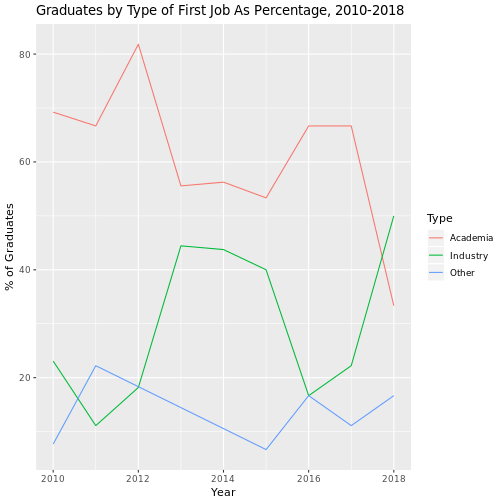 Graduates by Type of First Job As Percentage, 2010-2018
80
60
40
20
% of Graduates
2010 2012 2014 2016 2018
Year
Type
Academia
Industry
Other